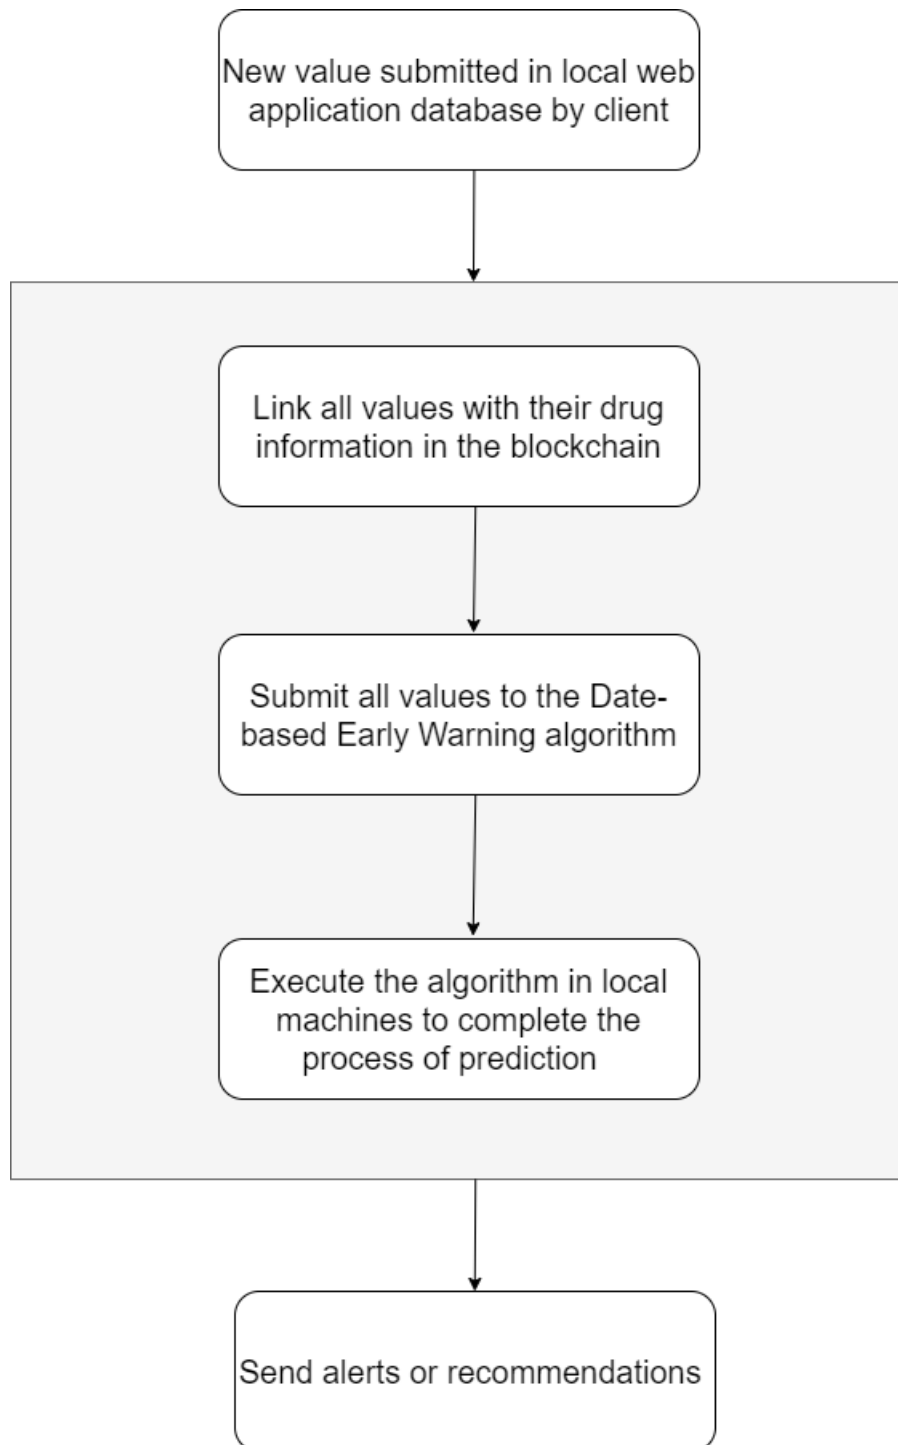 New value submitted in local web
application database by client
Link all values with their drug
information in the blockchain
Submit all values to the Date-
based Early Warning algorithm
Execute the algorithm in local
machines to complete the
process of prediction
Send alerts or recommendations